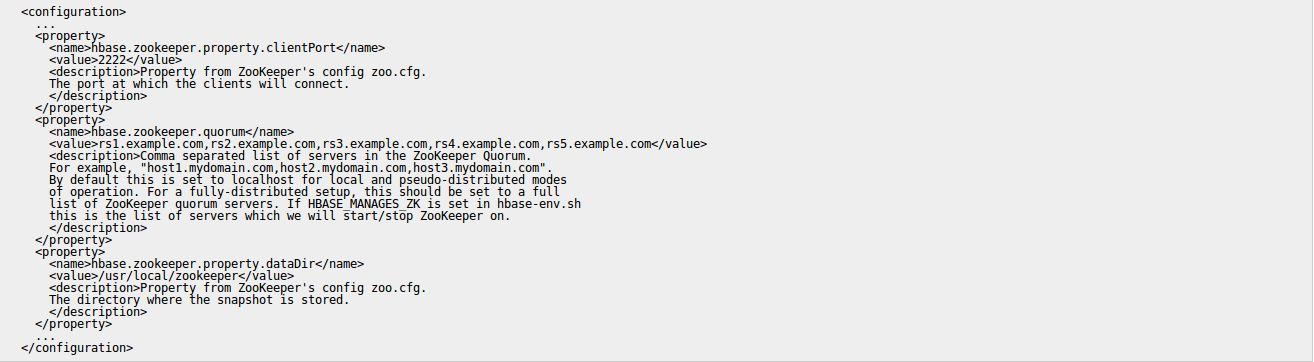 <configuration>
  ...
  <property>
    <name>hbase.zookeeper.property.clientPort</name>
    <value>2222</value>
    <description>Property from ZooKeeper's config zoo.cfg.
    The port at which the clients will connect.
    </description>
  </property>
  <property>
    <name>hbase.zookeeper.quorum</name>
    <value>rs1.example.com,rs2.example.com,rs3.example.com,rs4.example.com,rs5.example.com</value>
    <description>Comma separated list of servers in the ZooKeeper Quorum.
    For example, "host1.mydomain.com,host2.mydomain.com,host3.mydomain.com".
    By default this is set to localhost for local and pseudo-distributed modes
    of operation. For a fully-distributed setup, this should be set to a full
    list of ZooKeeper quorum servers. If HBASE_MANAGES_ZK is set in hbase-env.sh
    this is the list of servers which we will start/stop ZooKeeper on.
    </description>
  </property>
  <property>
    <name>hbase.zookeeper.property.dataDir</name>
    <value>/usr/local/zookeeper</value>
    <description>Property from ZooKeeper's config zoo.cfg.
    The directory where the snapshot is stored.
    </description>
  </property>
  ...
</configuration>